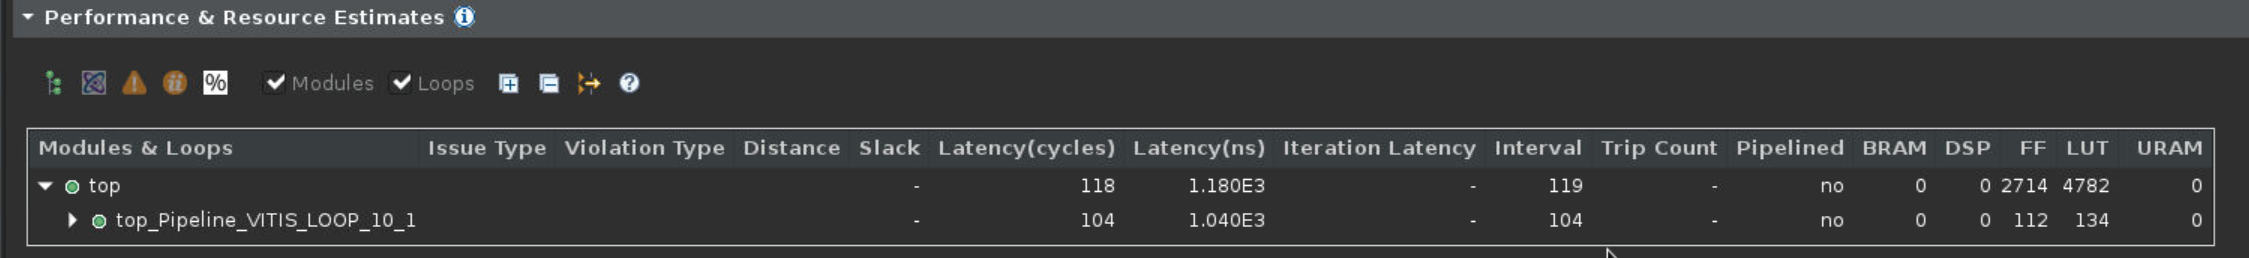 Performance & Resource Estimates
% Modules Loops
Modules & Loops Issue Type Violation Type Distance Slack Latency(cycles) Latency(ns) Iteration Latency Interval Trip Count Pipelined BRAM DSP FF LUT URAM
top - 118 1.180E3 - 119 - no 0 0 2714 4782 0
top_Pipeline_VITIS_LOOP_10_1 - 104 1.040E3 - 104 - no 0 0 112 134 0